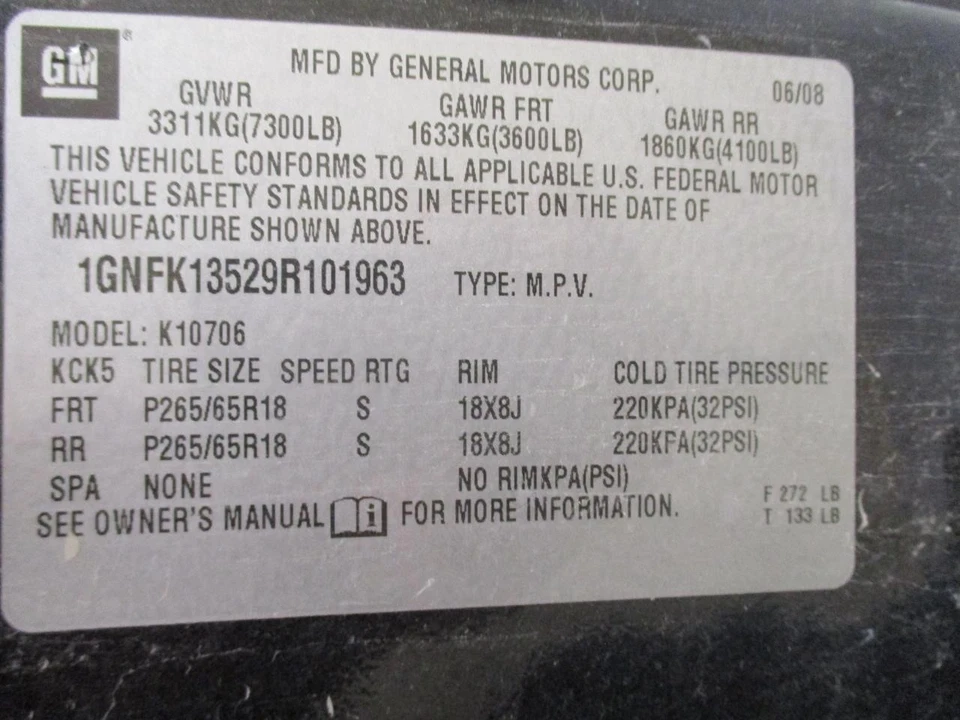 GM®
MFD BY GENERAL MOTORS CORP. 06/08
GVWR GAWR FRT GAWR RR
3311KG(7300LB) 1633KG(3600LB) 1860KG(4100LB)
THIS VEHICLE CONFORMS TO ALL APPLICABLE U.S. FEDERAL MOTOR
VEHICLE SAFETY STANDARDS IN EFFECT ON THE DATE OF
MANUFACTURE SHOWN ABOVE.
1GNFK13529R101963 TYPE: M.P.V.
MODEL: K10706
KCK5 TIRE SIZE SPEED RTG RIM COLD TIRE PRESSURE
FRT P265/65R18 S 18X8J 220KPA(32PSI)
RR P265/65R18 S 18X8J 220KPA(32PSI)
SPA NONE NO RIMKPA(PSI)
SEE OWNER'S MANUAL i FOR MORE INFORMATION.
F 272 LB
T 133 LB